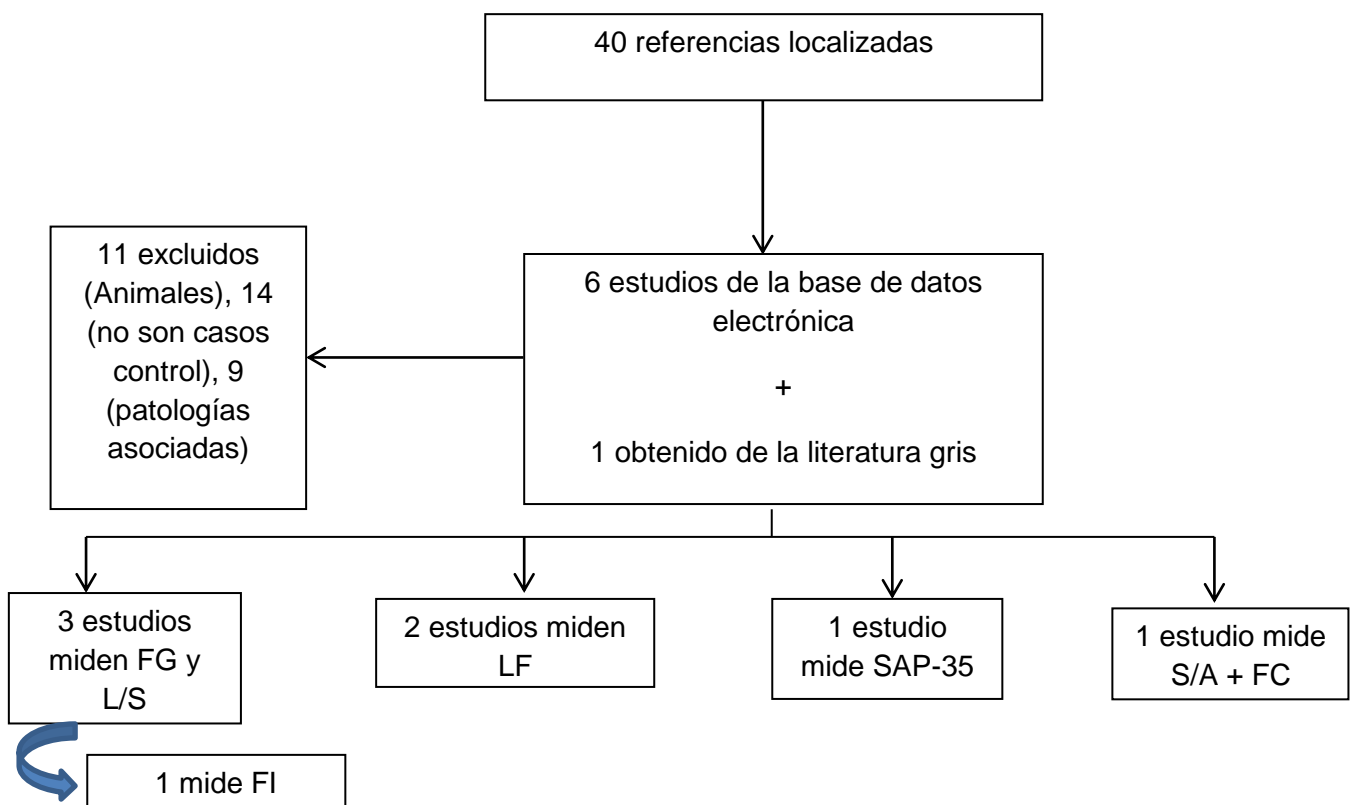 40 referencias localizadas
11 excluidos
(Animales), 14
(no son casos
control), 9
(patologías
asociadas)
6 estudios de la base de datos
electrónica
+
1 obtenido de la literatura gris
3 estudios
miden FG y
L/S
2 estudios miden
LF
1 estudio
mide SAP-35
1 estudio mide
S/A + FC
1 mide FI